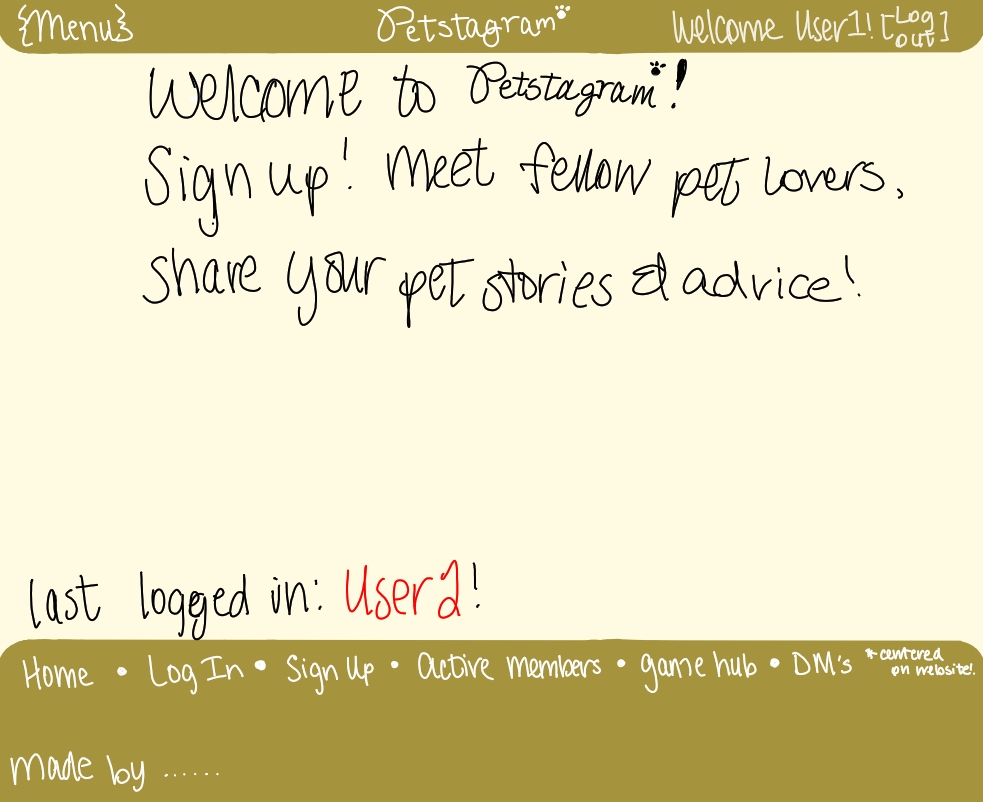 {Menu} Petstagram Welcome User1! [Log out]
Welcome to Petstagram!
Sign up! Meet fellow pet lovers,
share your pet stories & advice!
last logged in: User2!
Home • Log In • Sign Up • Active members • game hub • DM's *centered on website!
made by ......